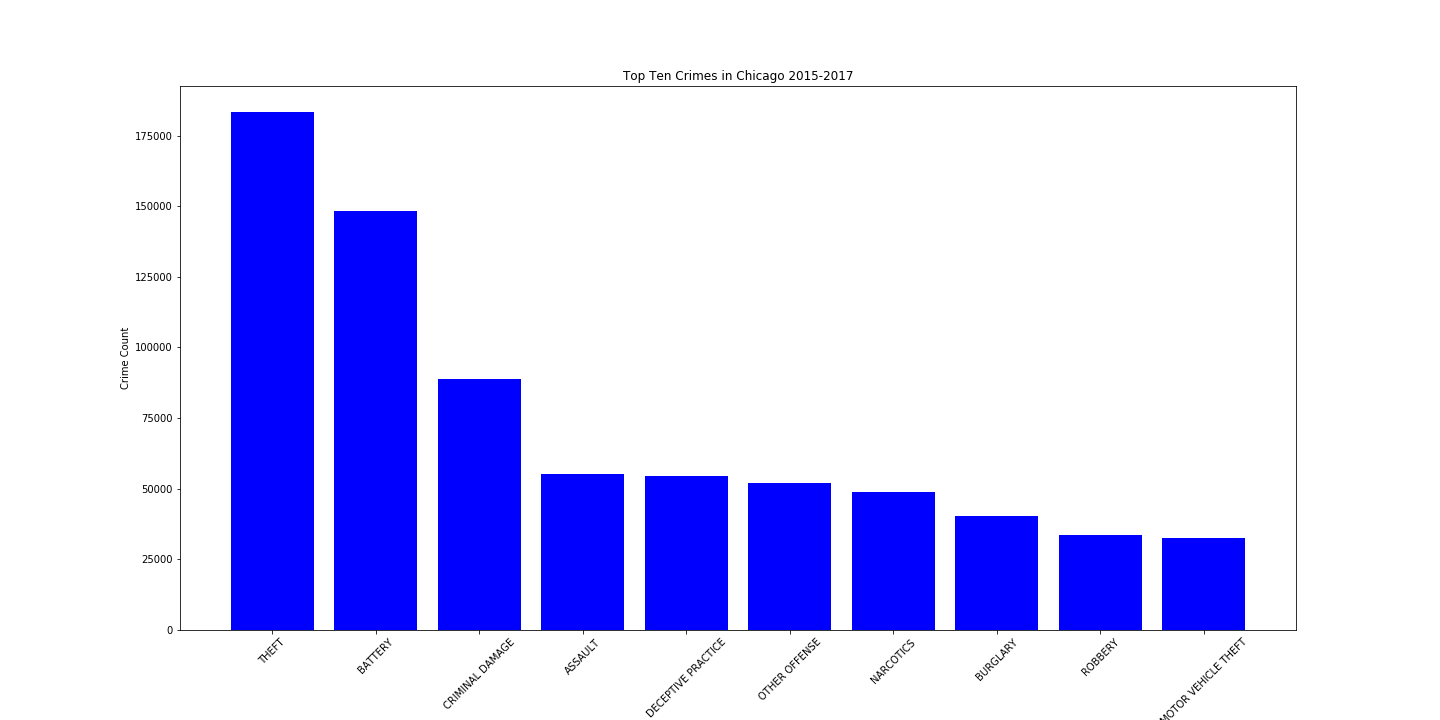 Top Ten Crimes in Chicago 2015-2017
175000
150000
125000
100000
75000
50000
25000
0
Crime Count
THEFT
BATTERY
CRIMINAL DAMAGE
ASSAULT
DECEPTIVE PRACTICE
OTHER OFFENSE
NARCOTICS
BURGLARY
ROBBERY
MOTOR VEHICLE THEFT